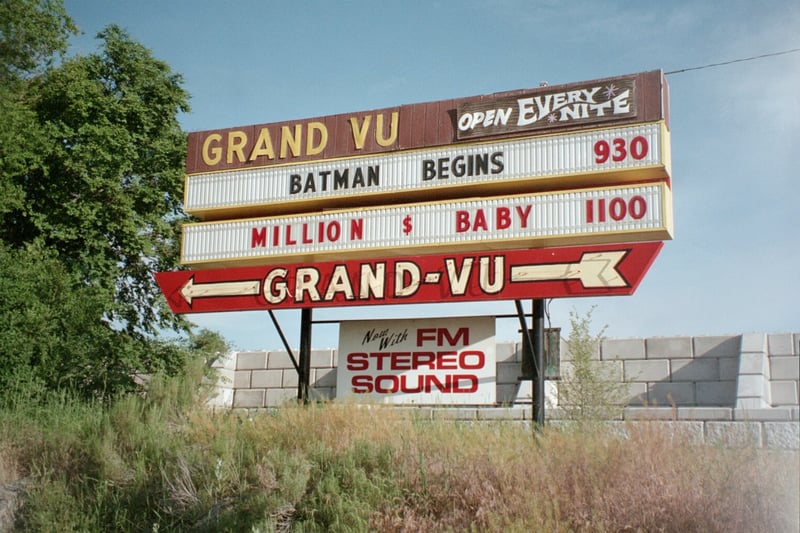 GRAND VU
OPEN EVERY NITE
BATMAN BEGINS 930
MILLION $ BABY 1100
GRAND-VU
Now With FM
STEREO
SOUND